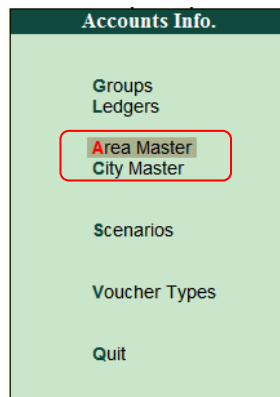 Accounts Info.
Groups
Ledgers
Area Master
City Master
Scenarios
Voucher Types
Quit